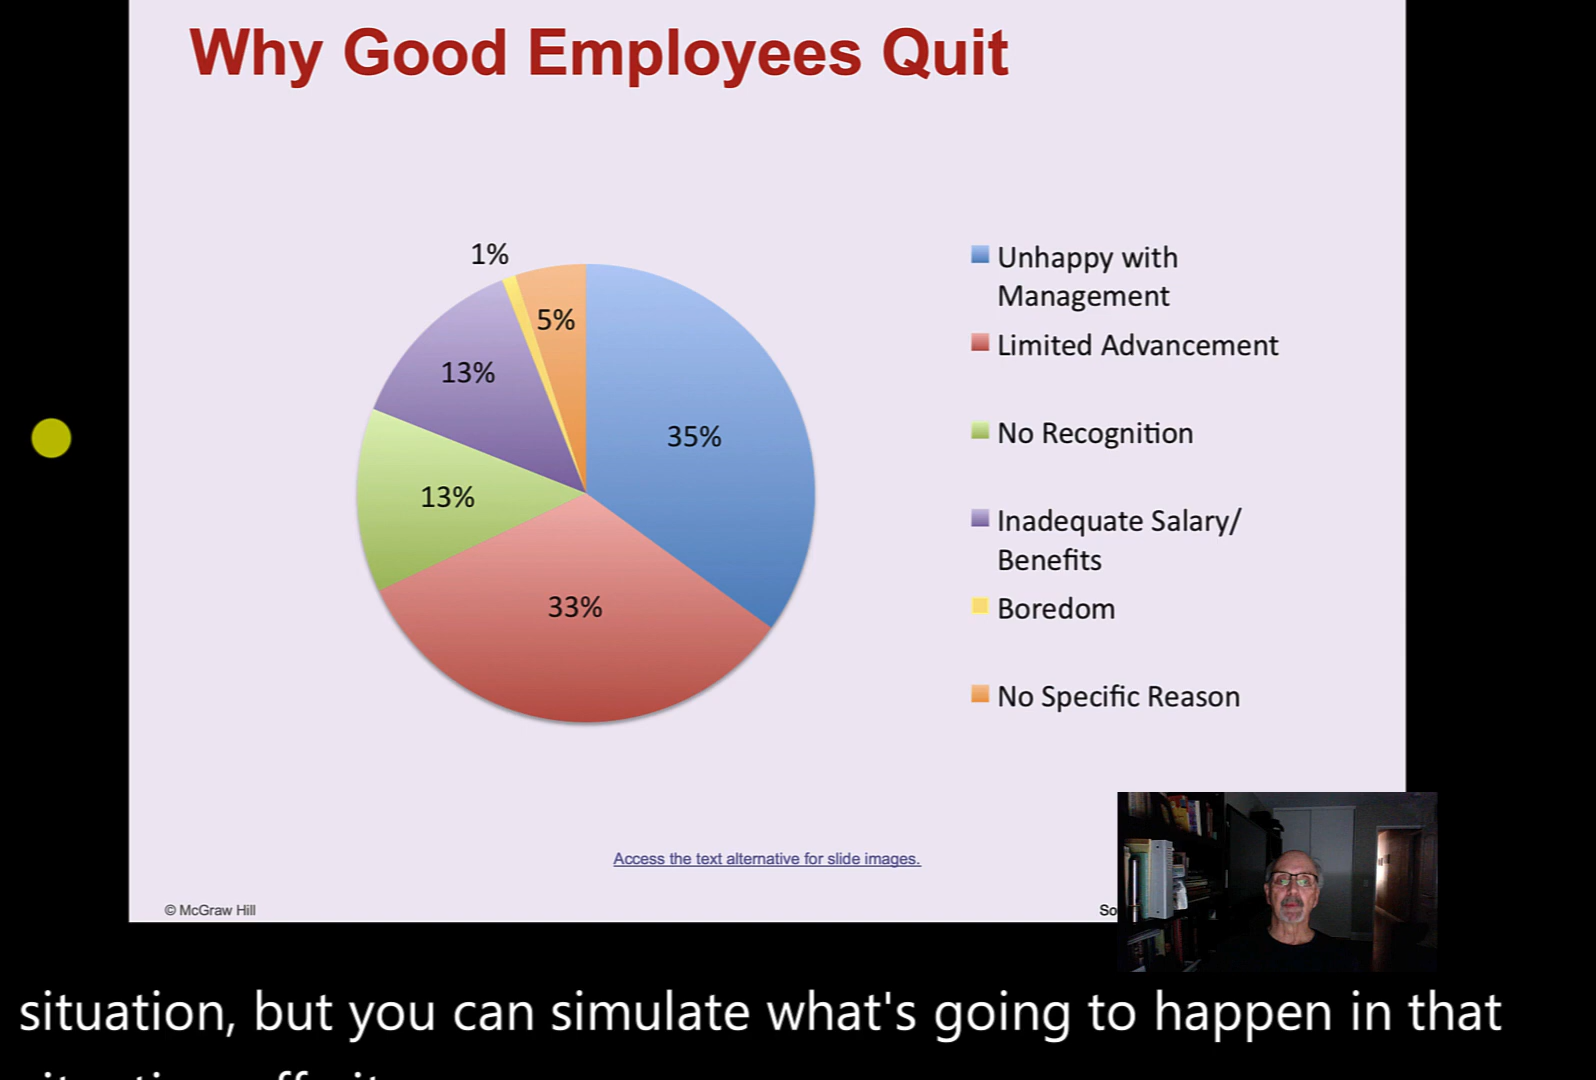 Why Good Employees Quit
1%
5%
13%
35%
13%
33%
Unhappy with
Management
Limited Advancement
No Recognition
Inadequate Salary/
Benefits
Boredom
No Specific Reason
Access the text alternative for slide images.
© McGraw Hill
So
situation, but you can simulate what's going to happen in that